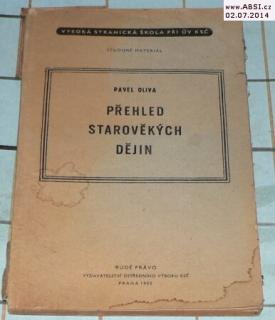 www.ABSI.cz
02.07.2014
VYSOKÁ STRANICKÁ ŠKOLA PŘI ÚV KSČ
STUDIJNÍ MATERIÁL
PAVEL OLIVA
PŘEHLED
STAROVĚKÝCH
DĚJIN
RUDÉ PRÁVO
VYDAVATELSTVÍ ÚSTŘEDNÍHO VÝBORU KSČ
PRAHA